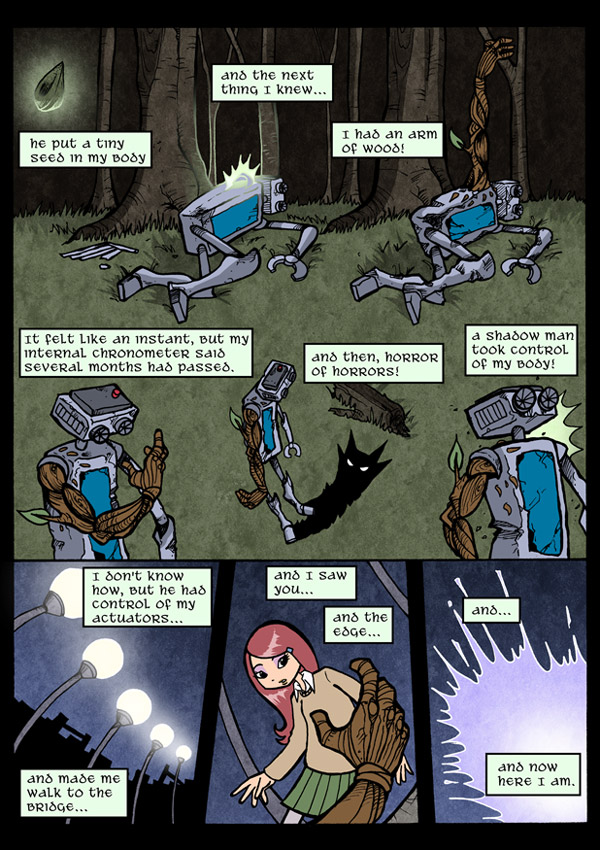 he put a tiny
seed in my body
and the next
thing I knew...
I had an arm
of wood!
It felt like an instant, but my
internal chronometer said
several months had passed.
and then, horror
of horrors!
a shadow man
took control
of my body!
I don't know
how, but he had
control of my
actuators...
and made me
walk to the
bridge...
and I saw
you...
and the
edge...
and...
and now
here I am.